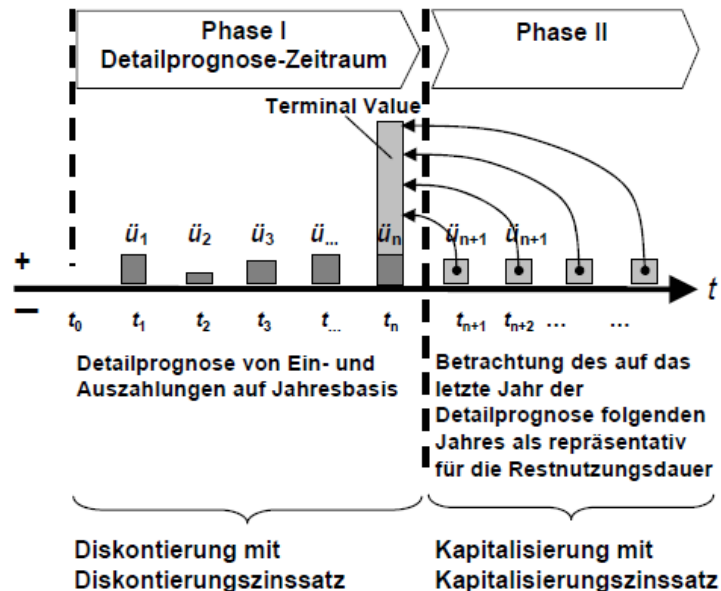 Phase I
Detailprognose-Zeitraum
Phase II
Terminal Value
ü1 ü2 ü3 ü... ün ün+1 ün+1
+
–
t
t0 t1 t2 t3 t... tn tn+1 tn+2 ... ...
Detailprognose von Ein- und
Auszahlungen auf Jahresbasis
Betrachtung des auf das
letzte Jahr der
Detailprognose folgenden
Jahres als repräsentativ
für die Restnutzungsdauer
Diskontierung mit
Diskontierungszinssatz
Kapitalisierung mit
Kapitalisierungszinssatz